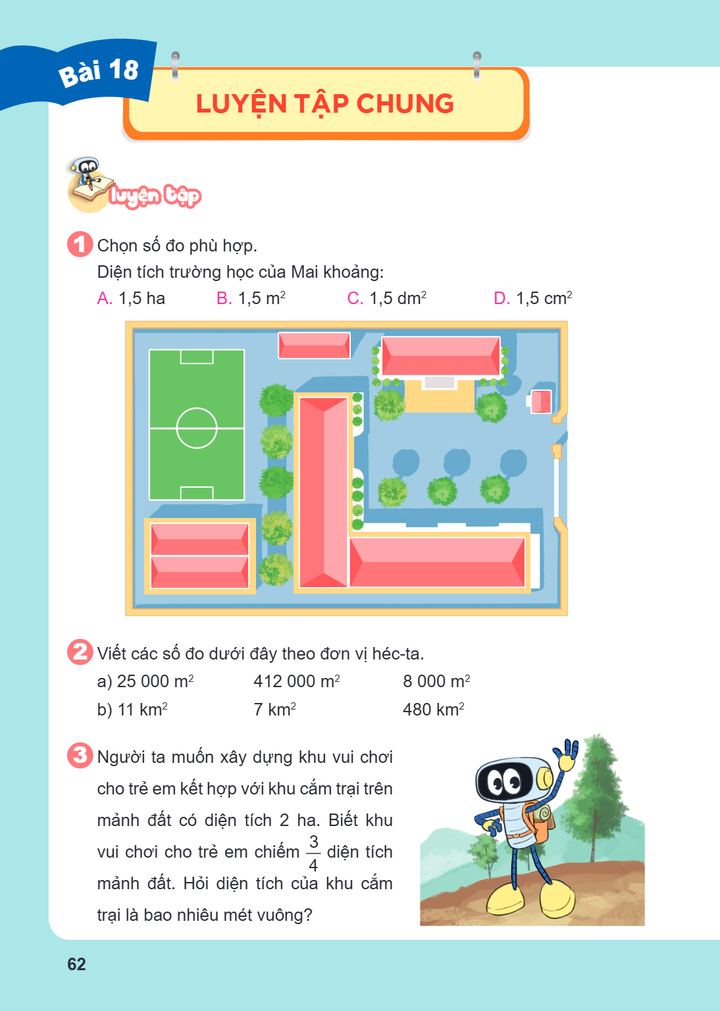 Bài 18
LUYỆN TẬP CHUNG
luyện tập
1 Chọn số đo phù hợp.
Diện tích trường học của Mai khoảng:
A. 1,5 ha B. 1,5 m² C. 1,5 dm² D. 1,5 cm²
2 Viết các số đo dưới đây theo đơn vị héc-ta.
a) 25 000 m² 412 000 m² 8 000 m²
b) 11 km² 7 km² 480 km²
3 Người ta muốn xây dựng khu vui chơi
cho trẻ em kết hợp với khu cắm trại trên
mảnh đất có diện tích 2 ha. Biết khu
vui chơi cho trẻ em chiếm 3/4 diện tích
mảnh đất. Hỏi diện tích của khu cắm
trại là bao nhiêu mét vuông?
62